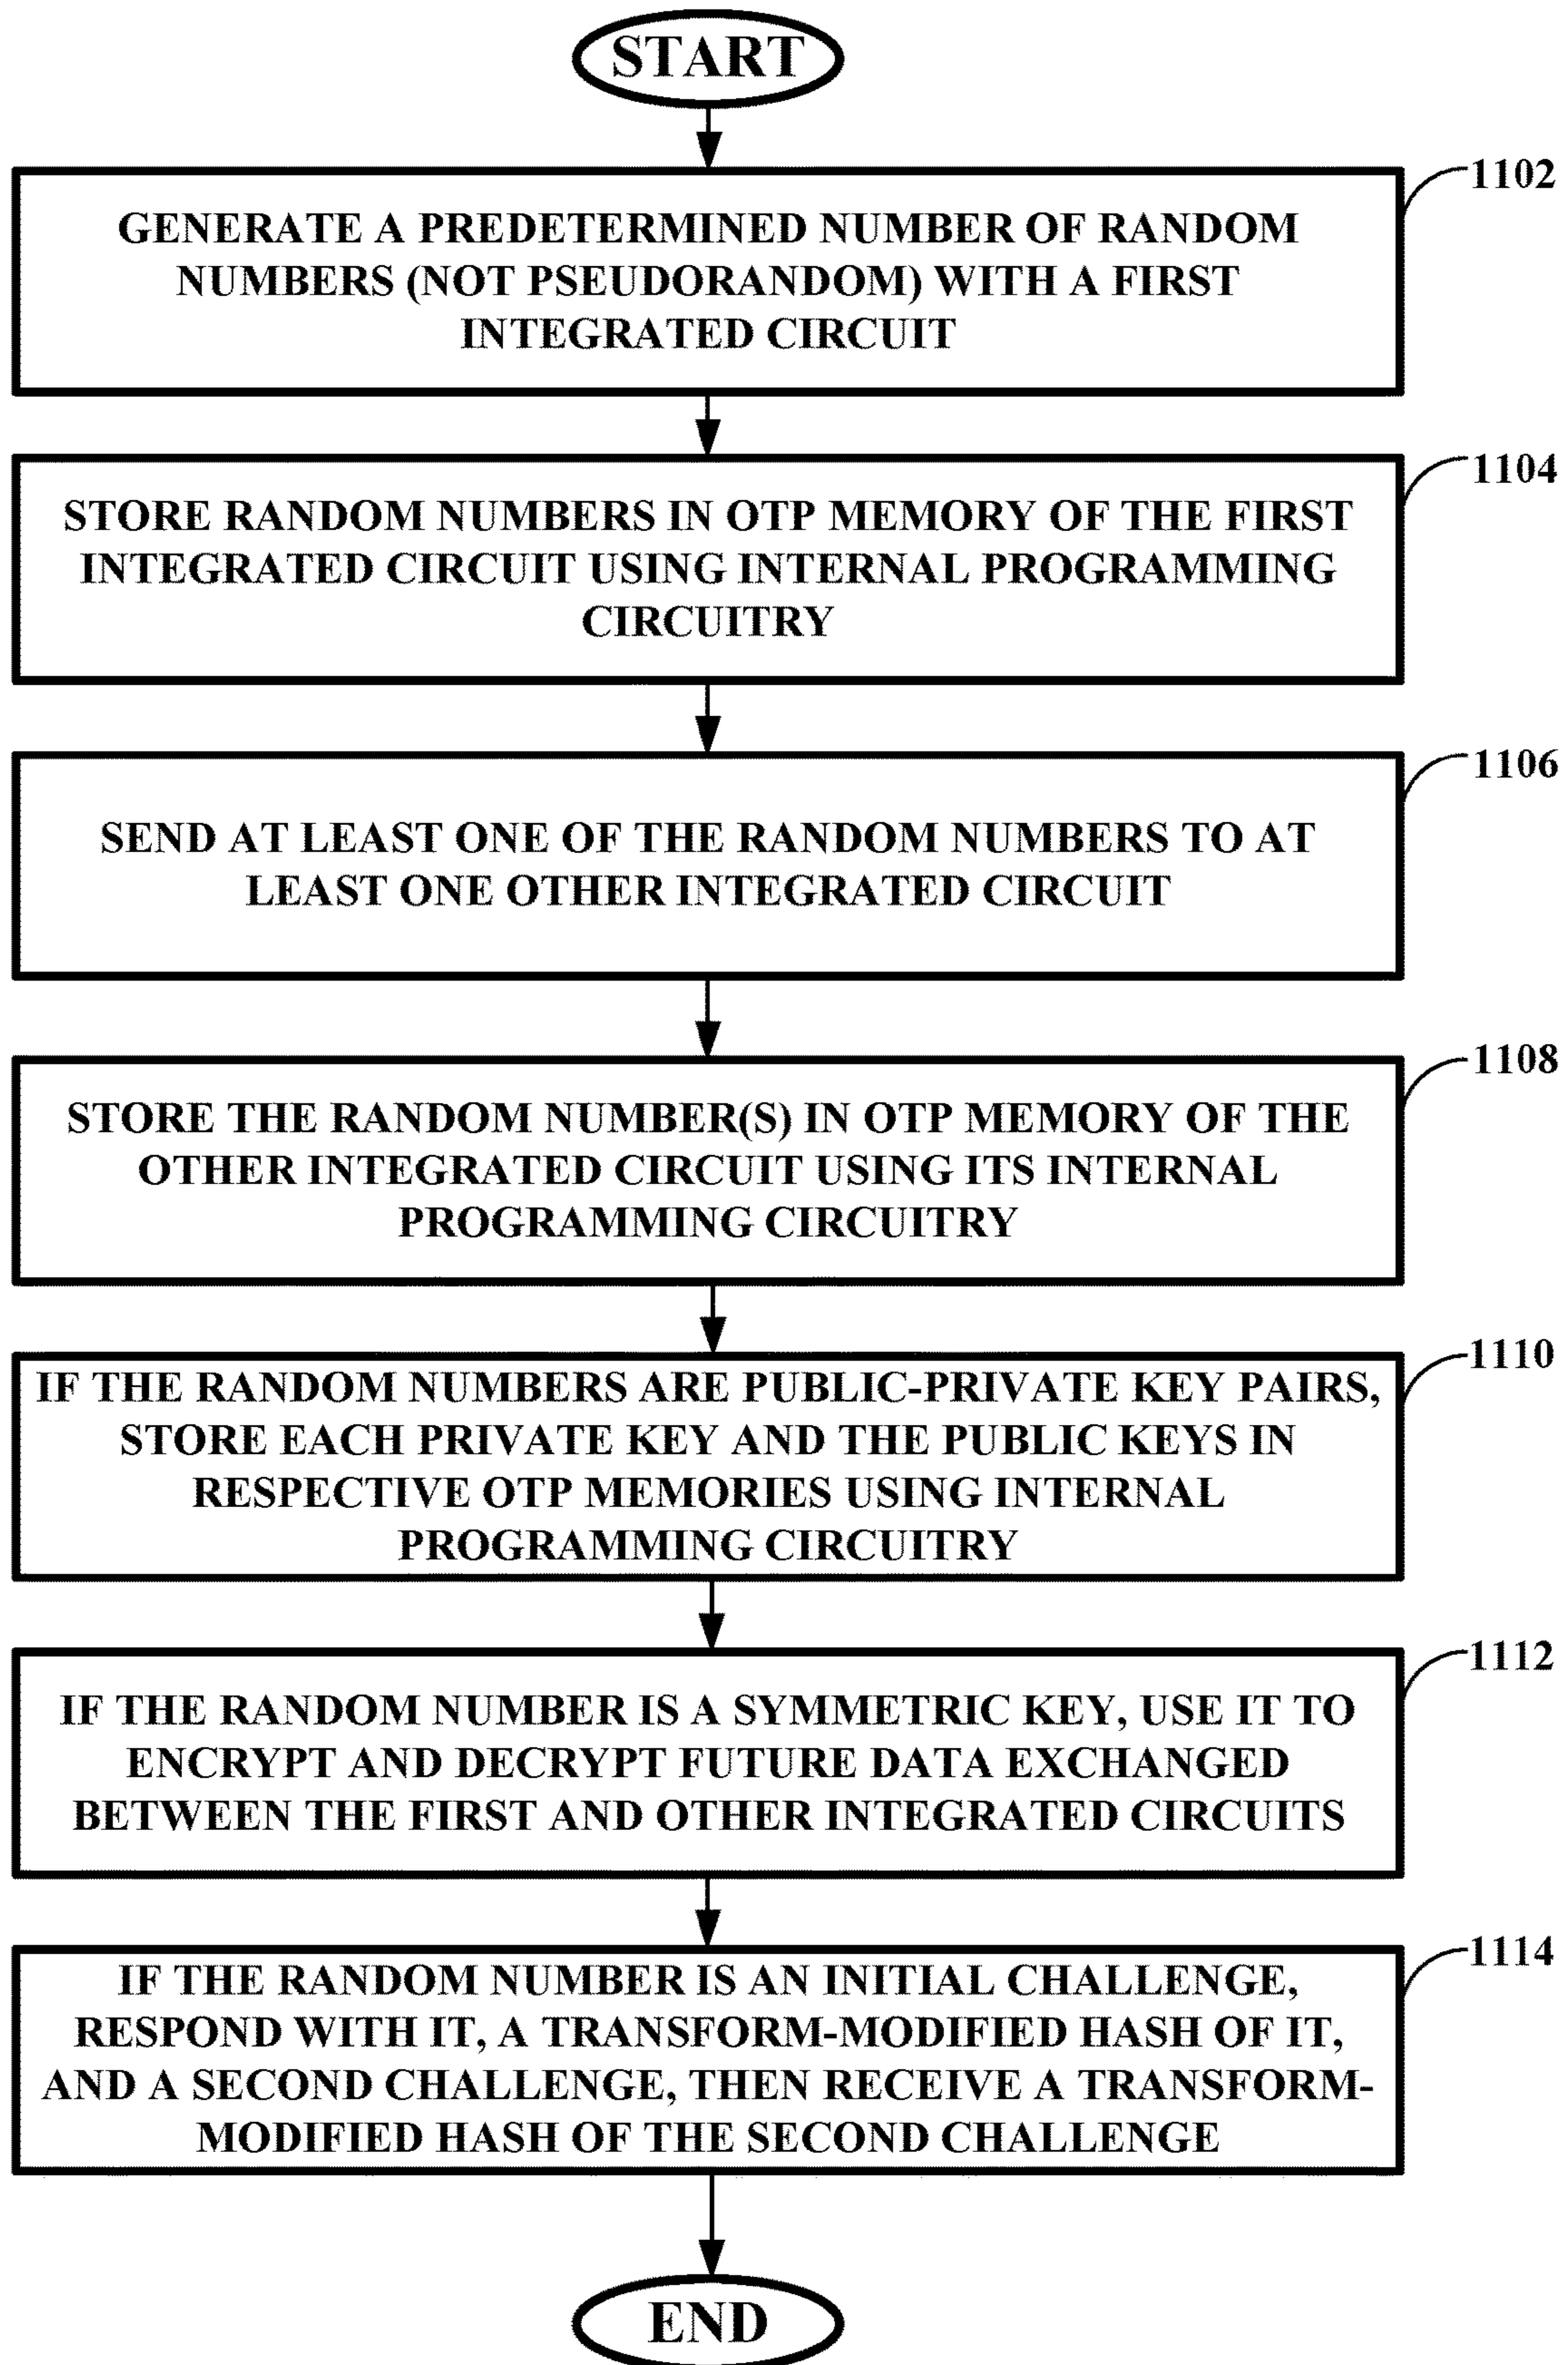 START
1102
GENERATE A PREDETERMINED NUMBER OF RANDOM
NUMBERS (NOT PSEUDORANDOM) WITH A FIRST
INTEGRATED CIRCUIT
1104
STORE RANDOM NUMBERS IN OTP MEMORY OF THE FIRST
INTEGRATED CIRCUIT USING INTERNAL PROGRAMMING
CIRCUITRY
1106
SEND AT LEAST ONE OF THE RANDOM NUMBERS TO AT
LEAST ONE OTHER INTEGRATED CIRCUIT
1108
STORE THE RANDOM NUMBER(S) IN OTP MEMORY OF THE
OTHER INTEGRATED CIRCUIT USING ITS INTERNAL
PROGRAMMING CIRCUITRY
1110
IF THE RANDOM NUMBERS ARE PUBLIC-PRIVATE KEY PAIRS,
STORE EACH PRIVATE KEY AND THE PUBLIC KEYS IN
RESPECTIVE OTP MEMORIES USING INTERNAL
PROGRAMMING CIRCUITRY
1112
IF THE RANDOM NUMBER IS A SYMMETRIC KEY, USE IT TO
ENCRYPT AND DECRYPT FUTURE DATA EXCHANGED
BETWEEN THE FIRST AND OTHER INTEGRATED CIRCUITS
1114
IF THE RANDOM NUMBER IS AN INITIAL CHALLENGE,
RESPOND WITH IT, A TRANSFORM-MODIFIED HASH OF IT,
AND A SECOND CHALLENGE, THEN RECEIVE A TRANSFORM-
MODIFIED HASH OF THE SECOND CHALLENGE
END